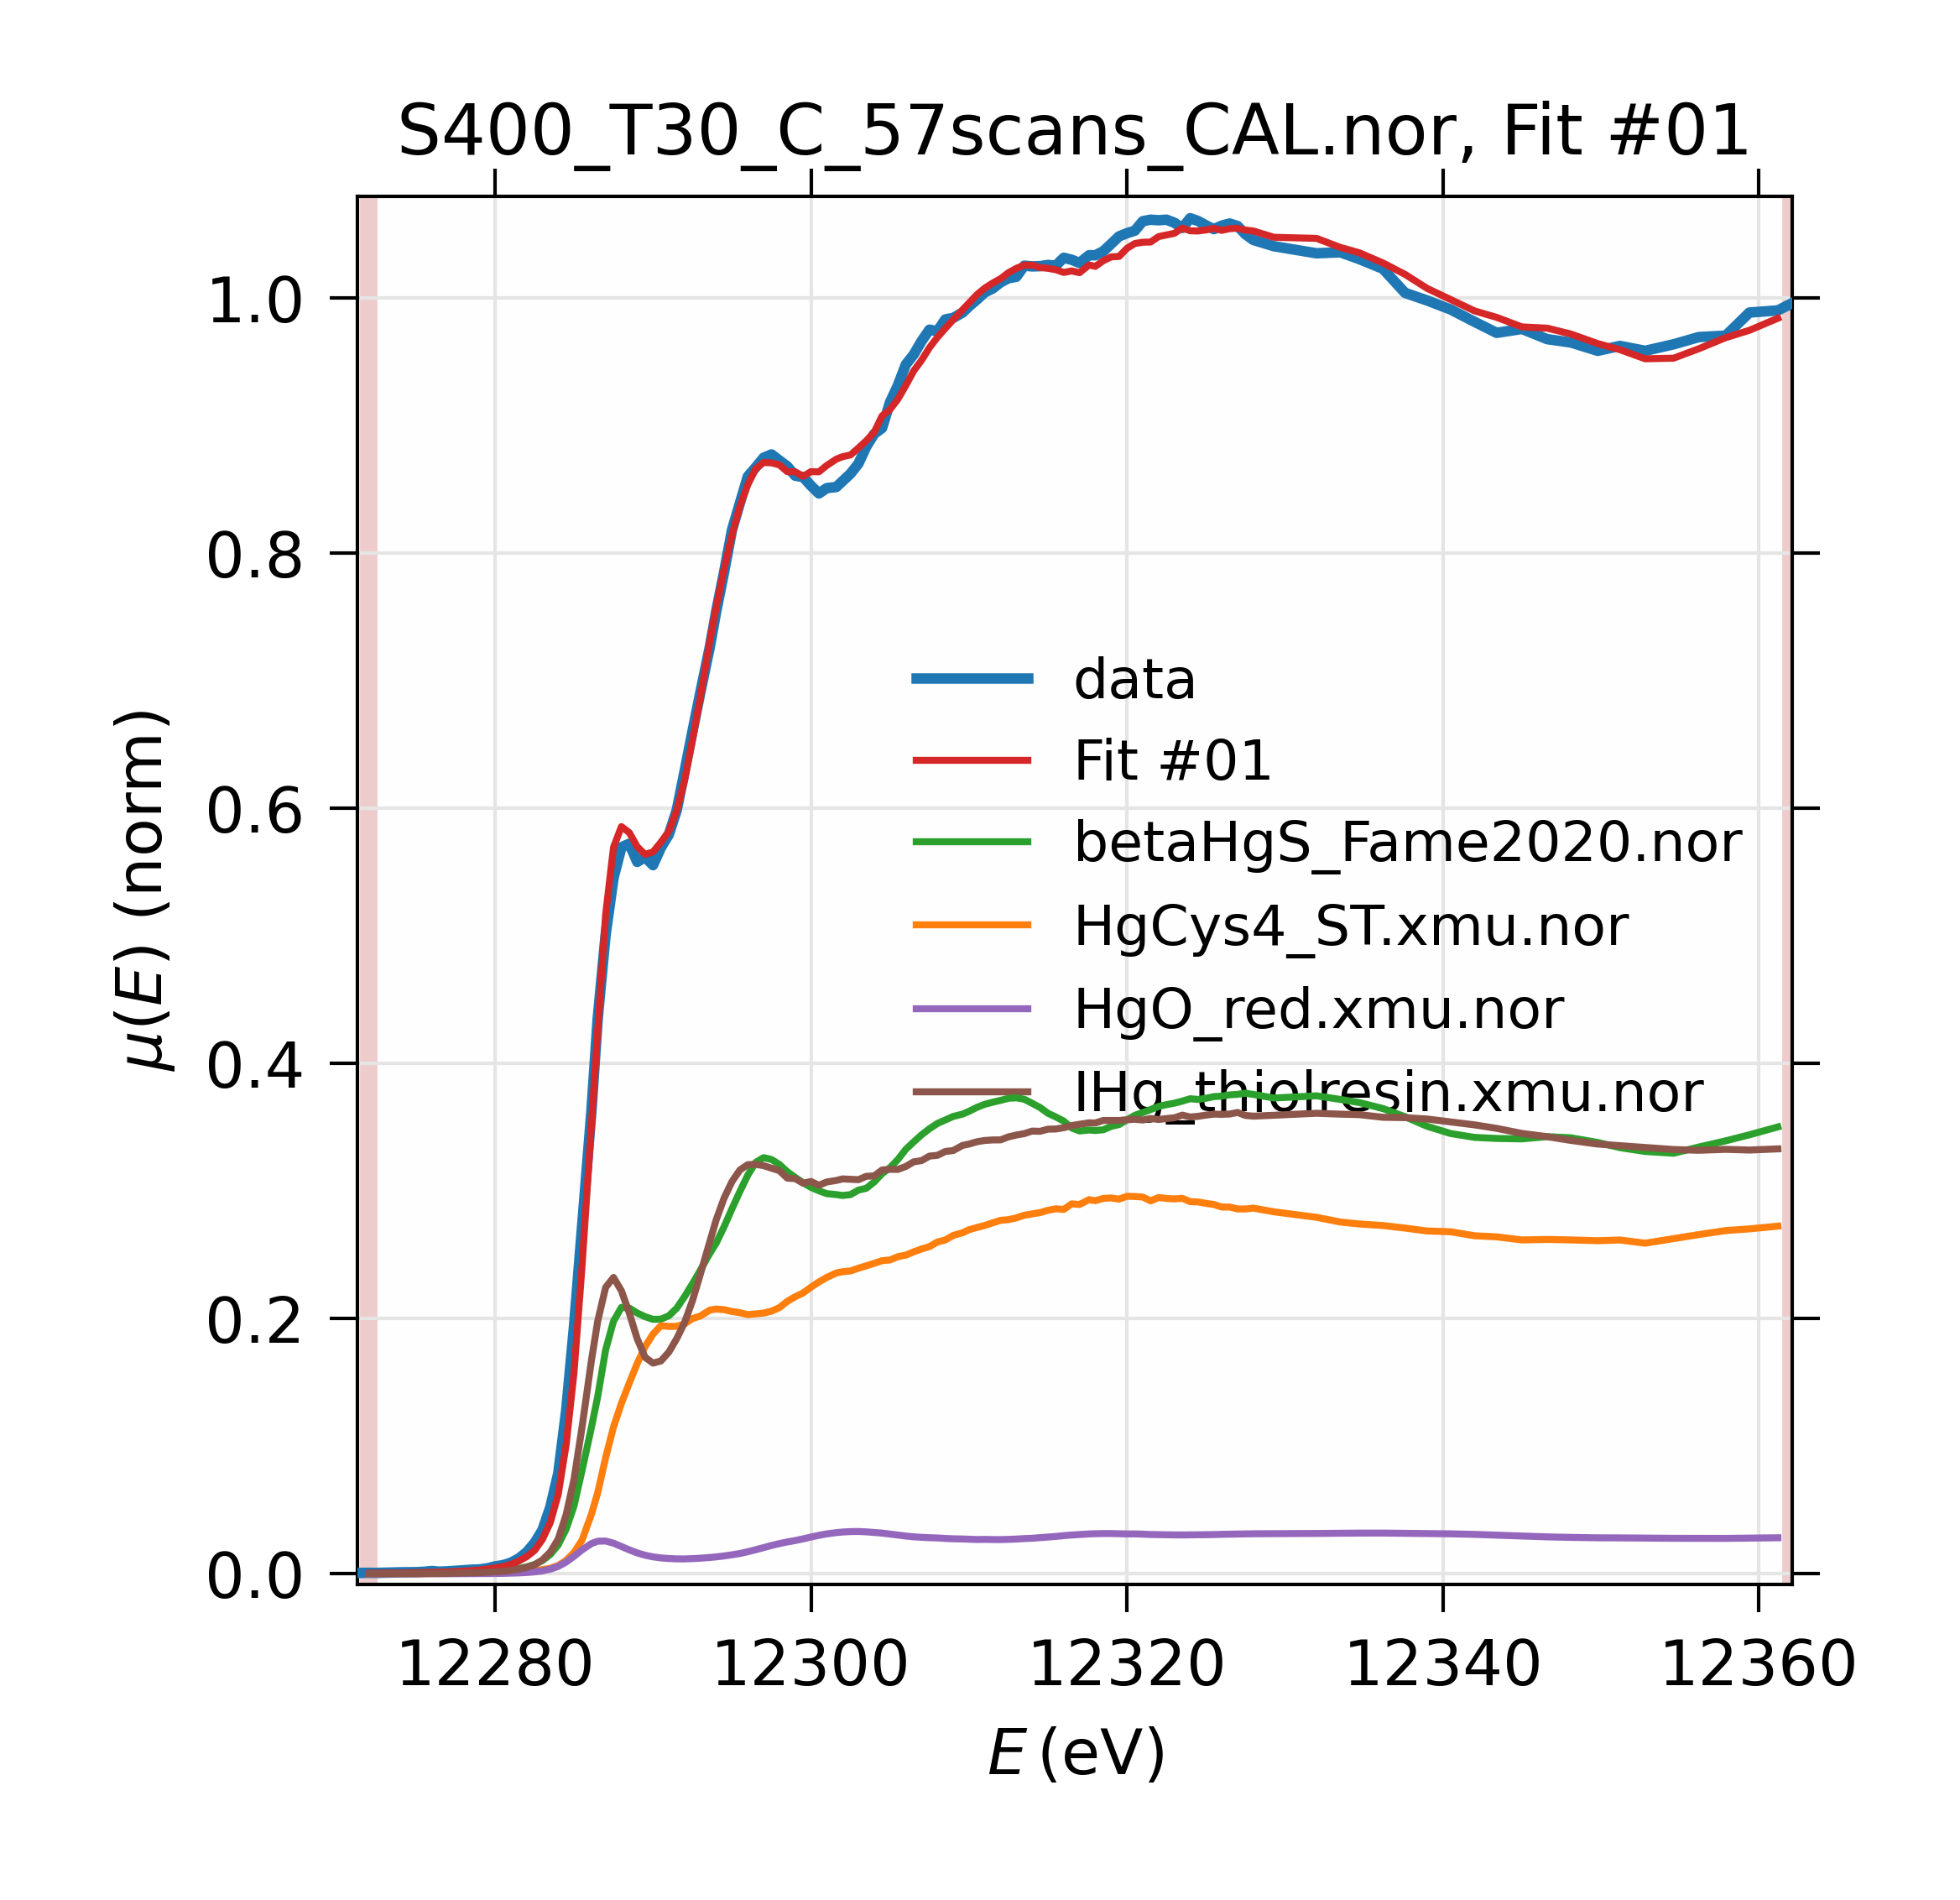 S400_T30_C_57scans_CAL.nor, Fit #01
μ(E) (norm)
1.0
0.8
0.6
0.4
0.2
0.0
data
Fit #01
betaHgS_Fame2020.nor
HgCys4_ST.xmu.nor
HgO_red.xmu.nor
IHg_thiolresin.xmu.nor
12280 12300 12320 12340 12360
E (eV)